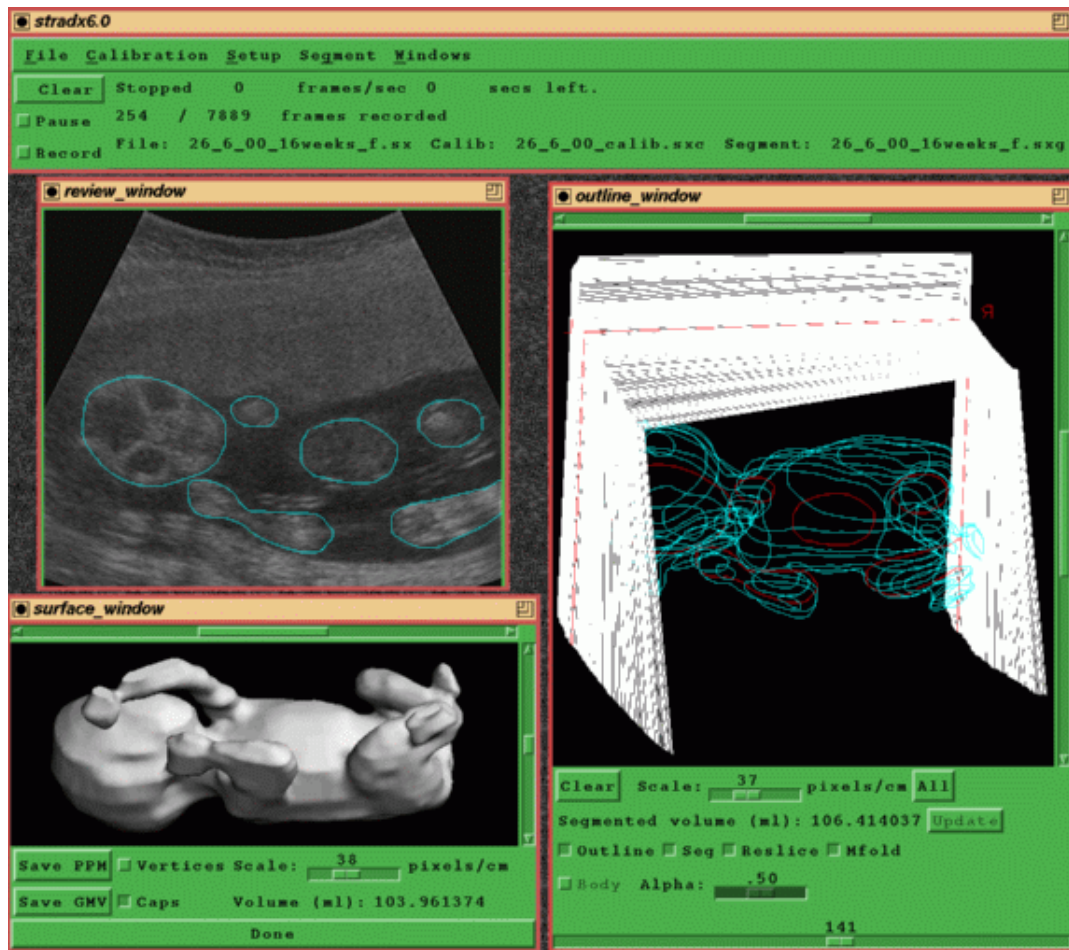 stradx6.0
File Calibration Setup Segment Windows
Clear Stopped 0 frames/sec 0 secs left.
Pause 254 / 7889 frames recorded
Record File: 26_6_00_16weeks_f.sx Calib: 26_6_00_calib.sxc Segment: 26_6_00_16weeks_f.sxg
review_window
outline_window
R
surface_window
Save PPM Vertices Scale: 38 pixels/cm
Save GMV Caps Volume (ml): 103.961374
Done
Clear Scale: 37 pixels/cm All
Segmented volume (ml): 106.414037 Update
Outline Seg Reslice Mfold
Body Alpha: .50
141